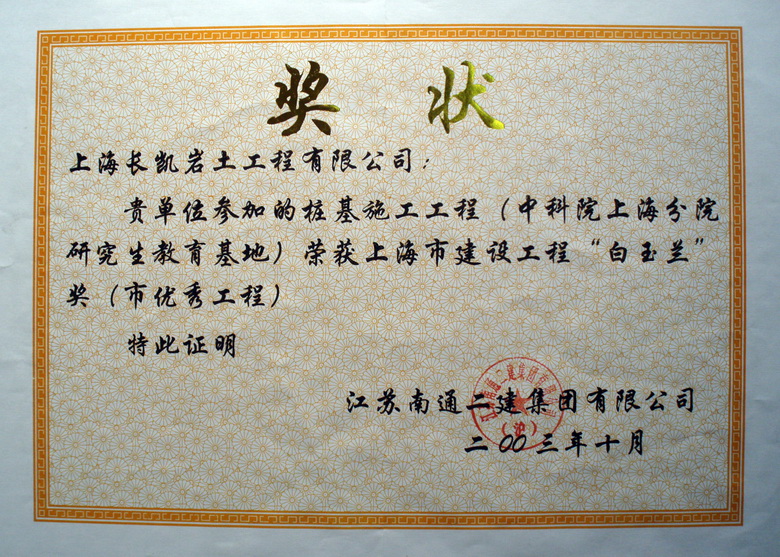 奖状
上海长凯岩土工程有限公司：
贵单位参加的桩基施工工程（中科院上海分院
研究生教育基地）荣获上海市建设工程“白玉兰”
奖（市优秀工程）
特此证明
江苏南通二建集团有限公司
（沪）
二00三年十月